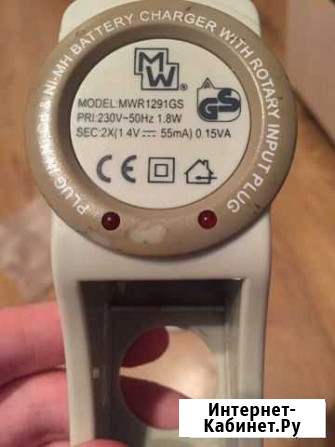 PLUG-IN Ni-Cd & Ni-MH BATTERY CHARGER WITH ROTARY INPUT PLUG
MW
GS
MODEL:MWR1291GS
PRI:230V~50Hz 1.8W
SEC:2X(1.4V⎓55mA) 0.15VA
CE
Интернет-
Кабинет.Ру